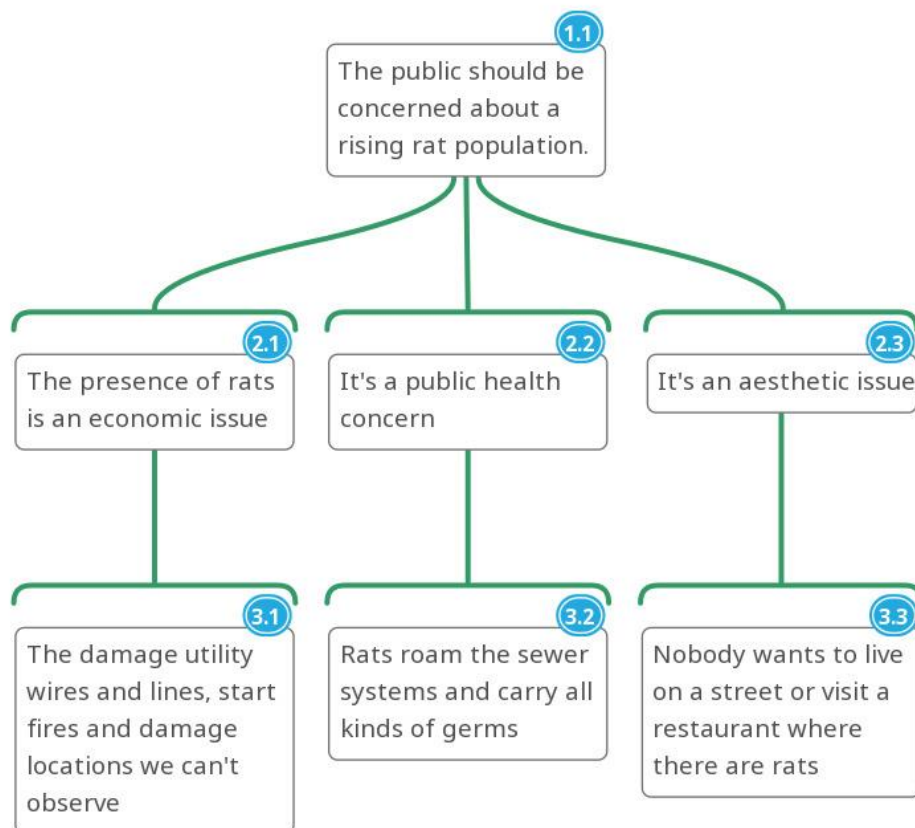 1.1
The public should be
concerned about a
rising rat population.
2.1
The presence of rats
is an economic issue
2.2
It's a public health
concern
2.3
It's an aesthetic issue
3.1
The damage utility
wires and lines, start
fires and damage
locations we can't
observe
3.2
Rats roam the sewer
systems and carry all
kinds of germs
3.3
Nobody wants to live
on a street or visit a
restaurant where
there are rats